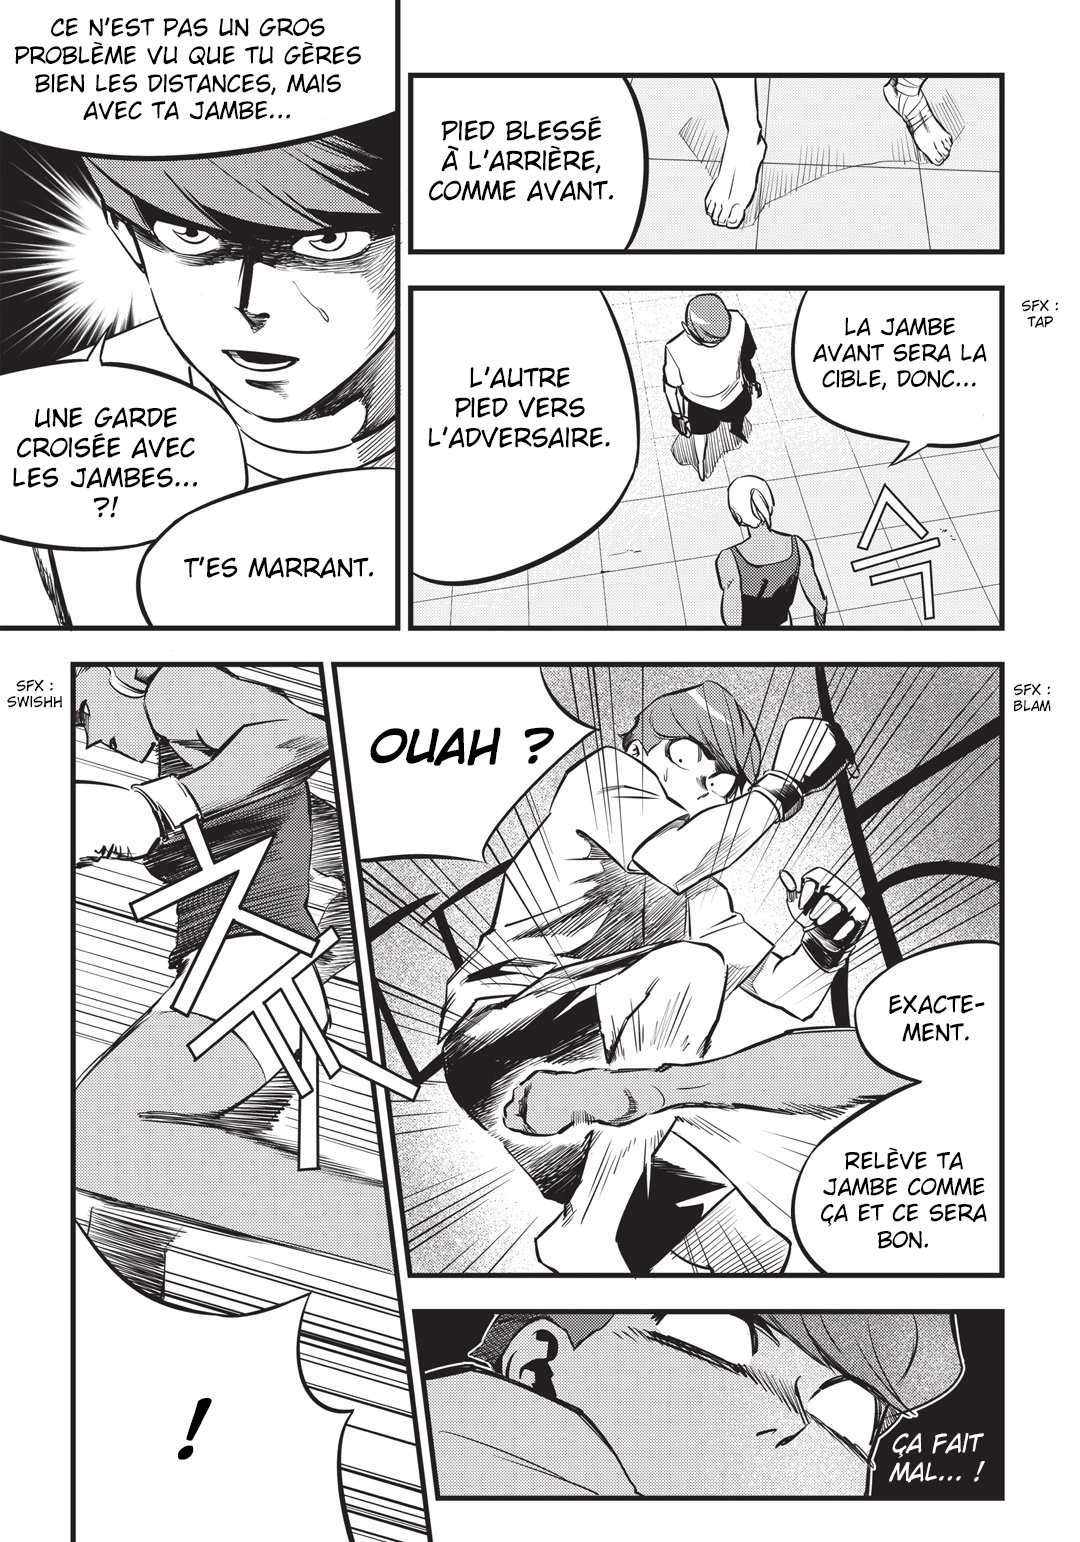 PIED BLESSÉ
À L'ARRIÈRE,
COMME AVANT.
SFX :
TAP
LA JAMBE
AVANT SERA LA
CIBLE, DONC...
L'AUTRE
PIED VERS
L'ADVERSAIRE.
CE N'EST PAS UN GROS
PROBLÈME VU QUE TU GÈRES
BIEN LES DISTANCES, MAIS
AVEC TA JAMBE...
UNE GARDE
CROISÉE AVEC
LES JAMBES...
?!
T'ES MARRANT.
SFX :
BLAM
OUAH ?
EXACTE-
MENT.
RELÈVE TA
JAMBE COMME
ÇA ET CE SERA
BON.
ÇA FAIT
MAL... !
SFX :
SWISHH
!